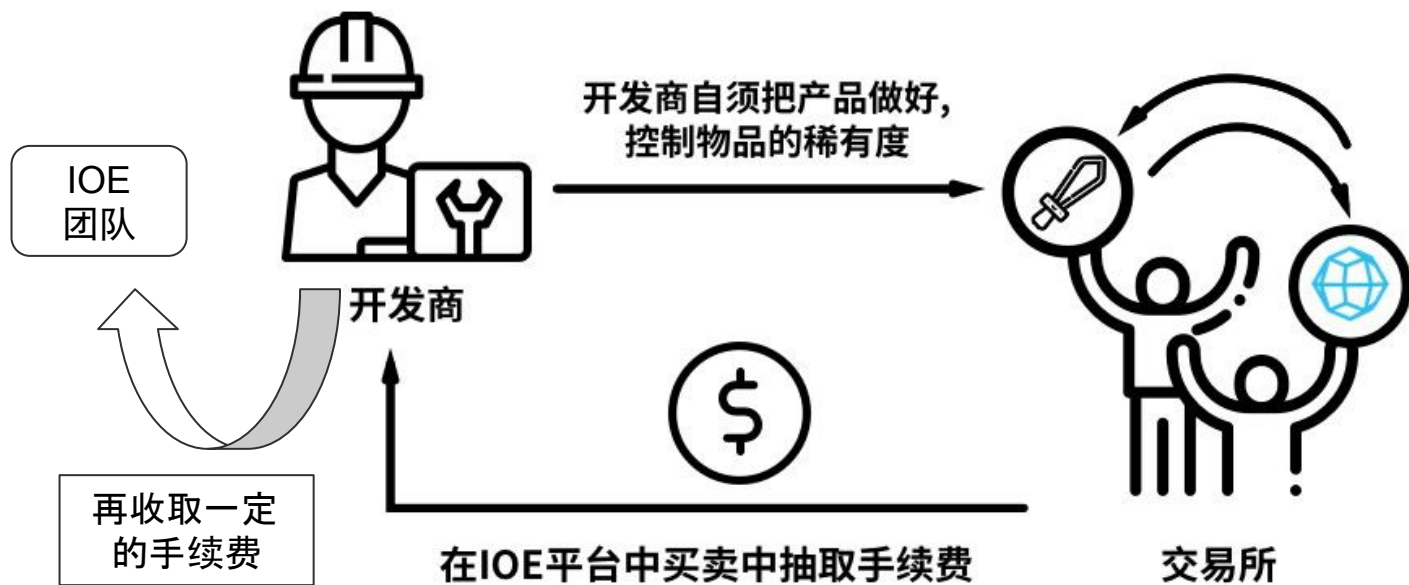 开发商自须把产品做好，
控制物品的稀有度
IOE
团队
开发商
再收取一定
的手续费
在IOE平台中买卖中抽取手续费
交易所